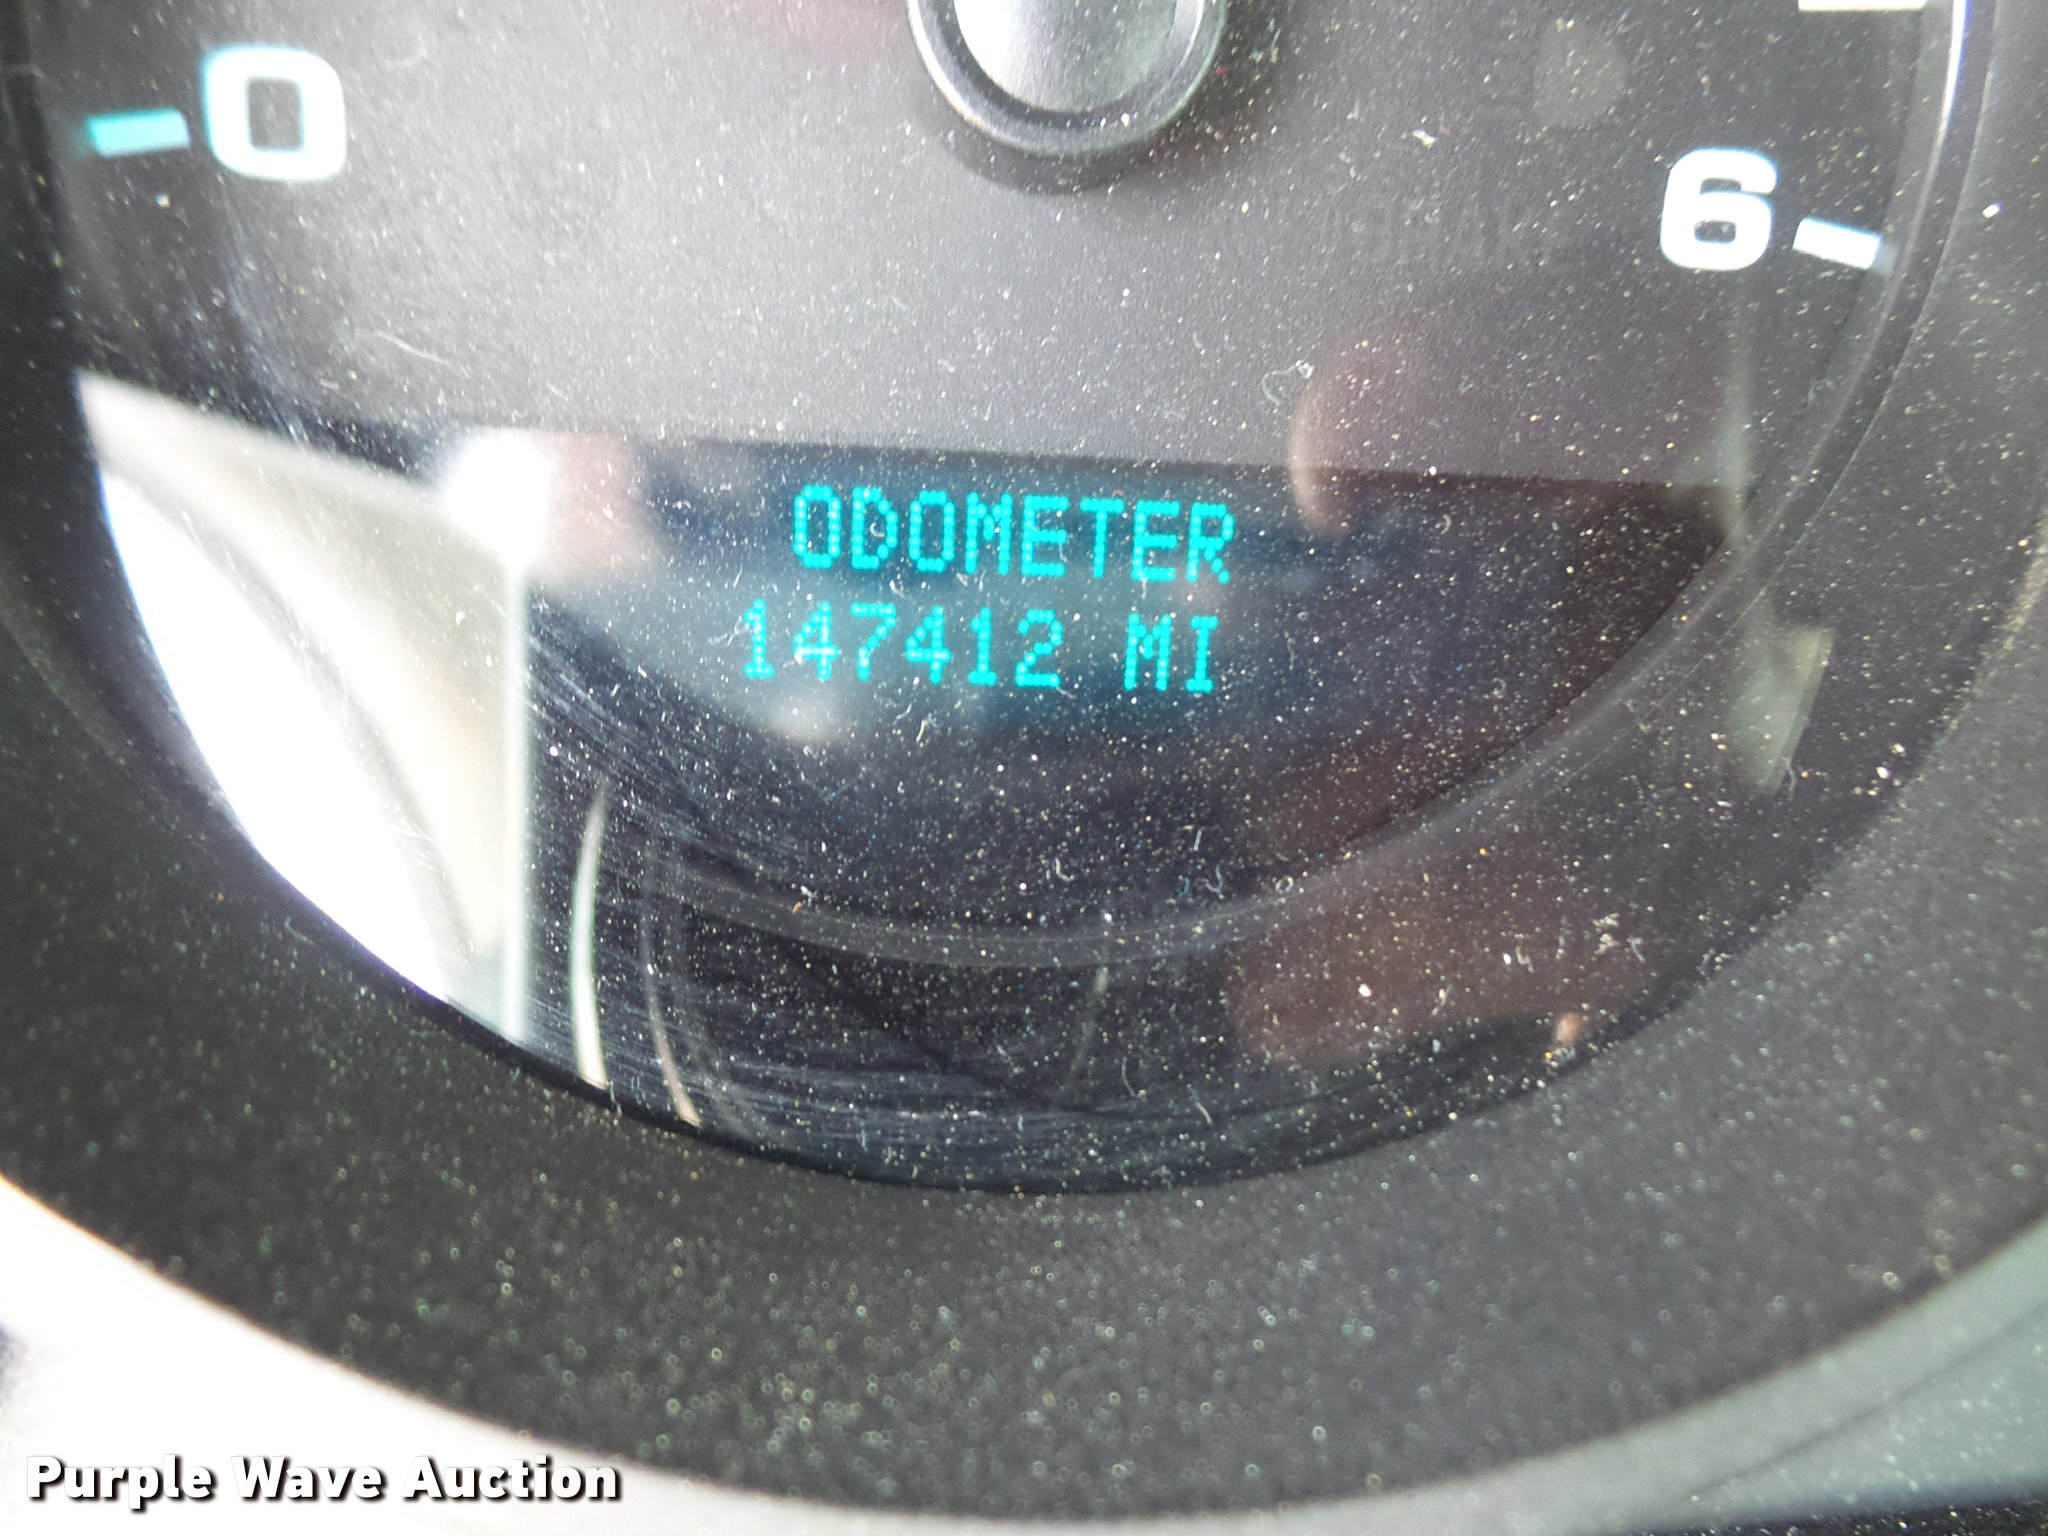 0
6
ODOMETER
147412 MI
Purple Wave Auction